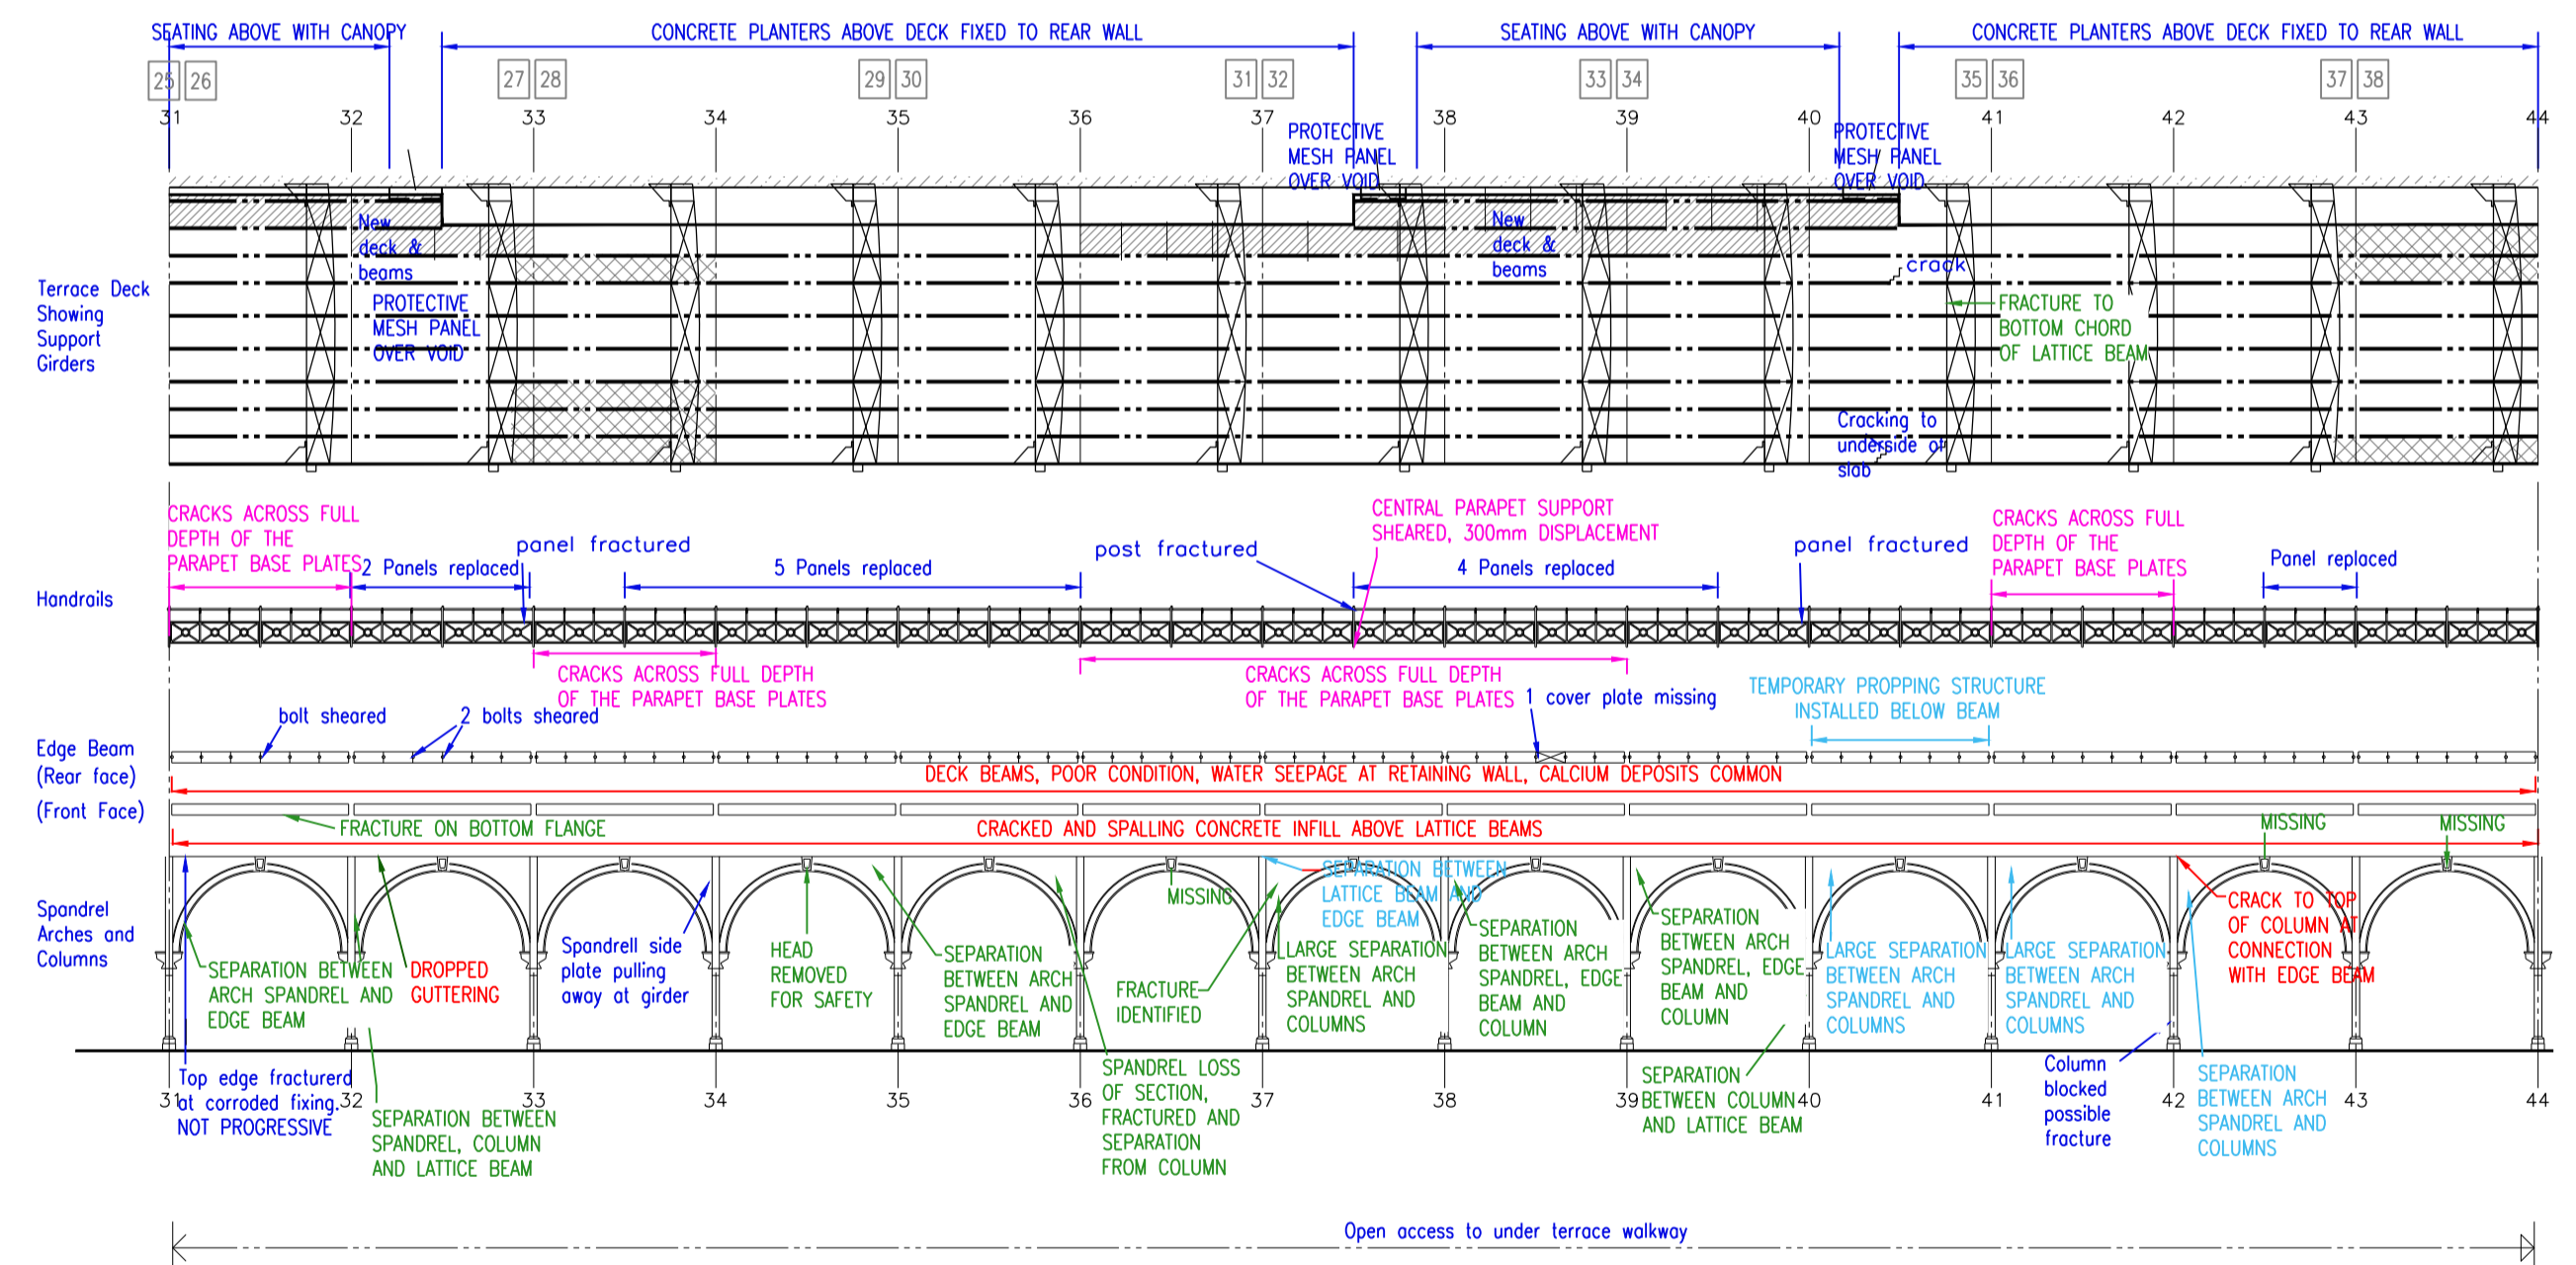 SEATING ABOVE WITH CANOPY
CONCRETE PLANTERS ABOVE DECK FIXED TO REAR WALL
SEATING ABOVE WITH CANOPY
CONCRETE PLANTERS ABOVE DECK FIXED TO REAR WALL
25 26 27 28 29 30 31 32 33 34 35 36 37 38
31 32 33 34 35 36 37 38 39 40 41 42 43 44
PROTECTIVE
MESH PANEL
OVER VOID
PROTECTIVE
MESH PANEL
OVER VOID
New
deck &
beams
New
deck &
beams
crack
Terrace Deck
Showing
Support
Girders
PROTECTIVE
MESH PANEL
OVER VOID
FRACTURE TO
BOTTOM CHORD
OF LATTICE BEAM
Cracking to
underside of
slab
CRACKS ACROSS FULL
DEPTH OF THE
PARAPET BASE PLATES
2 Panels replaced
panel fractured
5 Panels replaced
post fractured
CENTRAL PARAPET SUPPORT
SHEARED, 300mm DISPLACEMENT
4 Panels replaced
panel fractured
CRACKS ACROSS FULL
DEPTH OF THE
PARAPET BASE PLATES
Panel replaced
Handrails
CRACKS ACROSS FULL DEPTH
OF THE PARAPET BASE PLATES
CRACKS ACROSS FULL DEPTH
OF THE PARAPET BASE PLATES
1 cover plate missing
TEMPORARY PROPPING STRUCTURE
INSTALLED BELOW BEAM
bolt sheared
2 bolts sheared
Edge Beam
(Rear face)
DECK BEAMS, POOR CONDITION, WATER SEEPAGE AT RETAINING WALL, CALCIUM DEPOSITS COMMON
(Front Face)
FRACTURE ON BOTTOM FLANGE
CRACKED AND SPALLING CONCRETE INFILL ABOVE LATTICE BEAMS
MISSING
MISSING
Spandrel
Arches and
Columns
SEPARATION BETWEEN
ARCH SPANDREL AND
EDGE BEAM
DROPPED
GUTTERING
Spandrell side
plate pulling
away at girder
HEAD
REMOVED
FOR SAFETY
SEPARATION
BETWEEN ARCH
SPANDREL AND
EDGE BEAM
MISSING
FRACTURE
IDENTIFIED
SEPARATION BETWEEN
LATTICE BEAM AND
EDGE BEAM
LARGE SEPARATION
BETWEEN ARCH
SPANDREL AND
COLUMNS
SEPARATION
BETWEEN ARCH
SPANDREL, EDGE
BEAM AND
COLUMN
SEPARATION
BETWEEN ARCH
SPANDREL, EDGE
BEAM AND
COLUMN
LARGE SEPARATION
BETWEEN ARCH
SPANDREL AND
COLUMNS
LARGE SEPARATION
BETWEEN ARCH
SPANDREL AND
COLUMNS
CRACK TO TOP
OF COLUMN AT
CONNECTION
WITH EDGE BEAM
Top edge fracturerd
at corroded fixing.
NOT PROGRESSIVE
SEPARATION BETWEEN
SPANDREL, COLUMN
AND LATTICE BEAM
SPANDREL LOSS
OF SECTION,
FRACTURED AND
SEPARATION
FROM COLUMN
SEPARATION
BETWEEN COLUMN
AND LATTICE BEAM
Column
blocked
possible
fracture
SEPARATION
BETWEEN ARCH
SPANDREL AND
COLUMNS
31 32 33 34 35 36 37 38 39 40 41 42 43 44
Open access to under terrace walkway